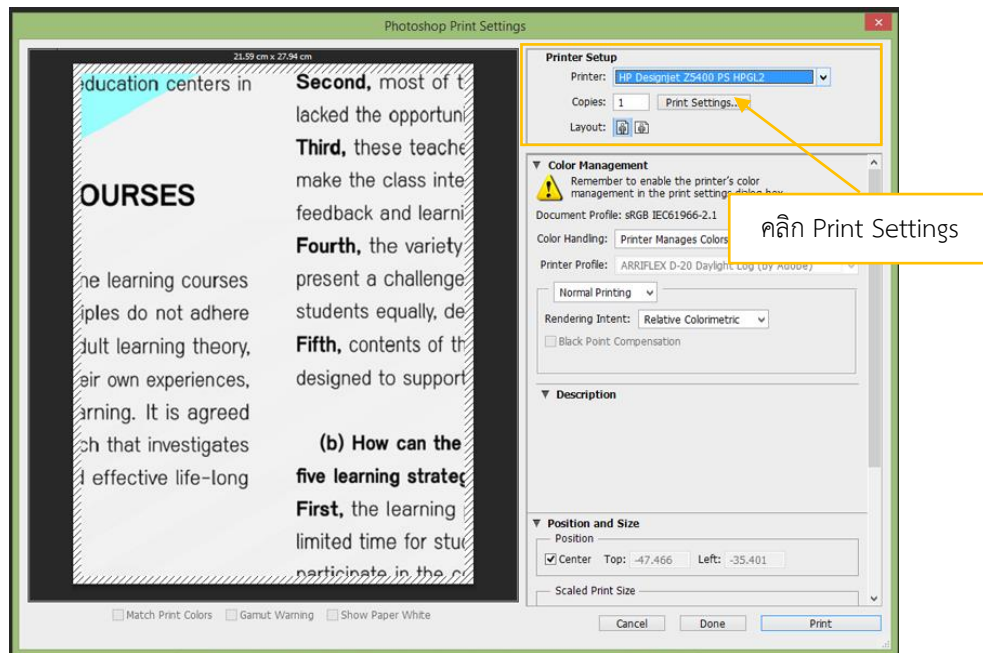 Photoshop Print Settings
21.59 cm x 27.94 cm
education centers in
OURSES
he learning courses
iples do not adhere
dult learning theory,
eir own experiences,
arning. It is agreed
ch that investigates
d effective life-long
Second, most of t
lacked the opportuni
Third, these teache
make the class inte
feedback and learni
Fourth, the variety
present a challenge
students equally, de
Fifth, contents of th
designed to support
(b) How can the
five learning strateg
First, the learning
limited time for stu
participate in the c
Match Print Colors Gamut Warning Show Paper White
Printer Setup
Printer: HP Designjet Z5400 PS HPGL2
Copies: 1 Print Settings...
Layout:
Color Management
Remember to enable the printer's color
management in the print settings dialog box.
Document Profile: sRGB IEC61966-2.1
คลิก Print Settings
Color Handling: Printer Manages Colors
Printer Profile: ARRIFLEX D-20 Daylight Log (by Adobe)
Normal Printing
Rendering Intent: Relative Colorimetric
Black Point Compensation
Description
Position and Size
Position
Center Top: -47.466 Left: -35.401
Scaled Print Size
Cancel Done Print